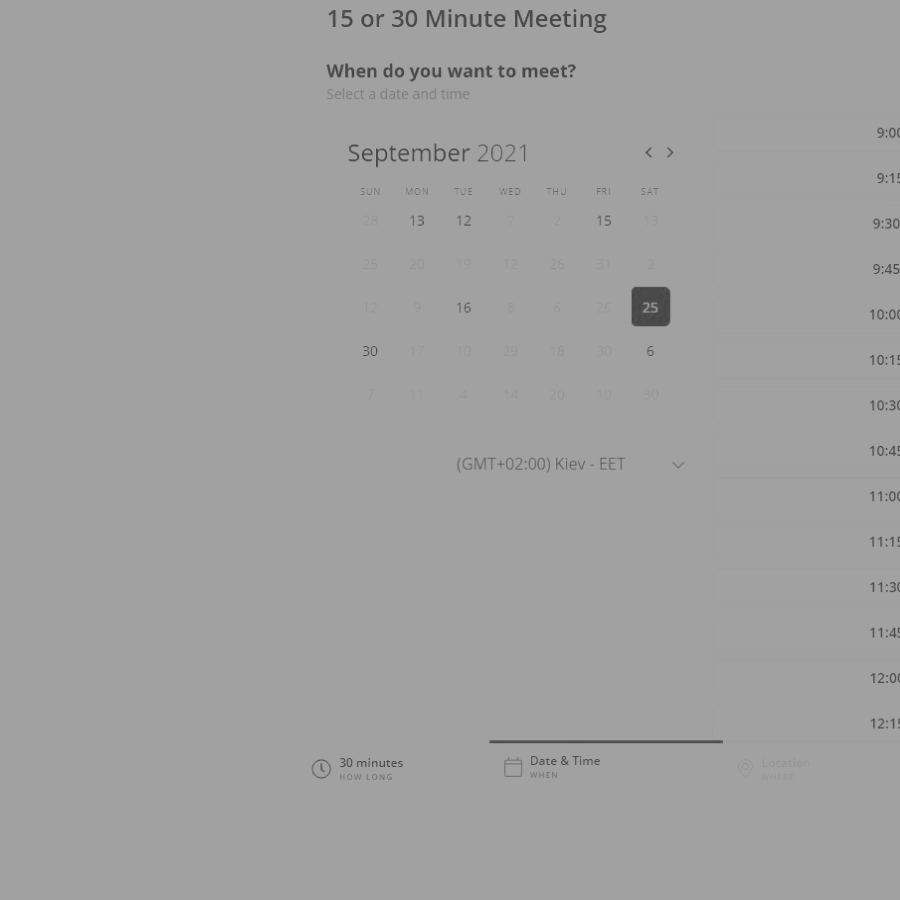 15 or 30 Minute Meeting
When do you want to meet?
Select a date and time
September 2021
SUN MON TUE WED THU FRI SAT
28 13 12 7 2 15 13
25 20 19 12 26 31 2
12 9 16 8 6 26 25
30 17 10 29 18 30 6
7 11 4 14 20 10 30
(GMT+02:00) Kiev - EET
9:00
9:15
9:30
9:45
10:00
10:15
10:30
10:45
11:00
11:15
11:30
11:45
12:00
12:15
30 minutes
HOW LONG
Date & Time
WHEN
Location
WHERE